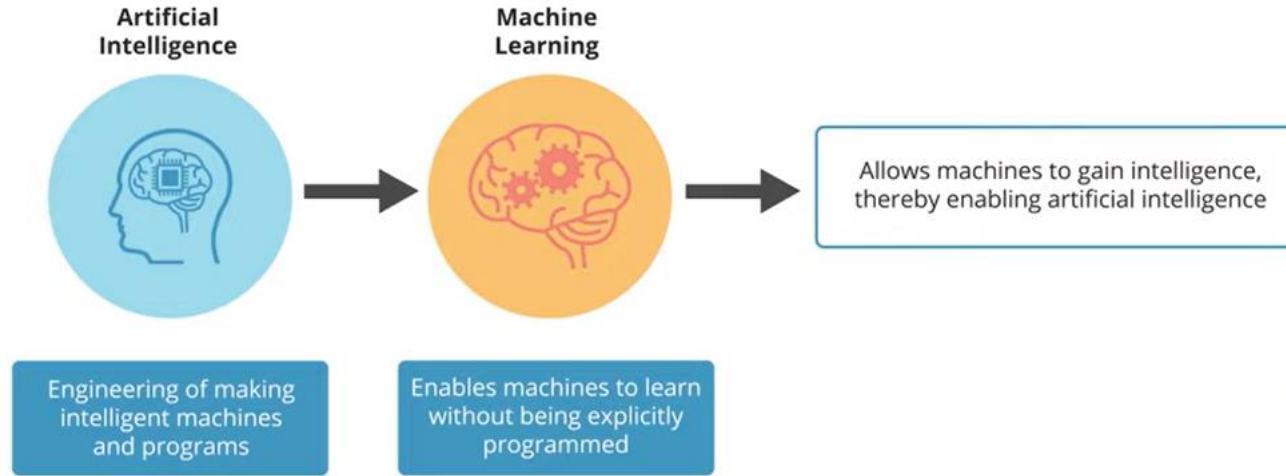 Artificial
Intelligence
Machine
Learning
Allows machines to gain intelligence,
thereby enabling artificial intelligence
Engineering of making
intelligent machines
and programs
Enables machines to learn
without being explicitly
programmed